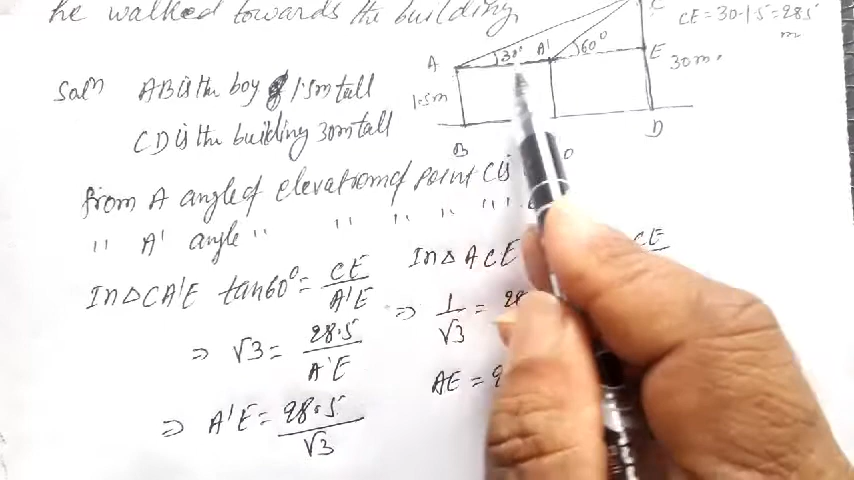 he walked towards the building.
C
CE = 30-1.5 = 28.5
m
A 30° A' 60° E 30m.
Soln AB is the boy 1.5m tall
1.5m
CD is the building 30m tall
B D
from A angle of elevation of point C is
" A' angle " " " " "
In ∆CA'E tan60° = CE/A'E
In ∆ ACE CE
⇒ √3 = 28.5/A'E
⇒ 1/√3 = 28
⇒ A'E = 28.5/√3
AE =